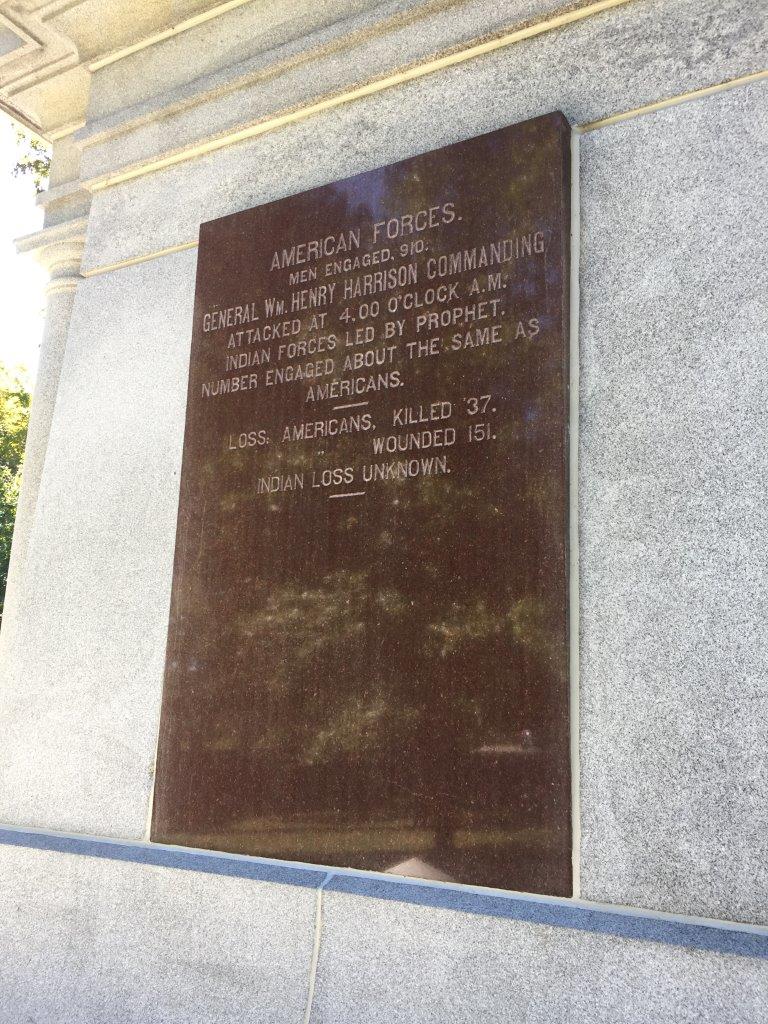 AMERICAN FORCES.
MEN ENGAGED, 910.
GENERAL WM. HENRY HARRISON COMMANDING
ATTACKED AT 4.00 O'CLOCK A.M.
INDIAN FORCES LED BY PROPHET.
NUMBER ENGAGED ABOUT THE SAME AS
AMERICANS.
LOSS: AMERICANS, KILLED 37.
" WOUNDED 151.
INDIAN LOSS UNKNOWN.